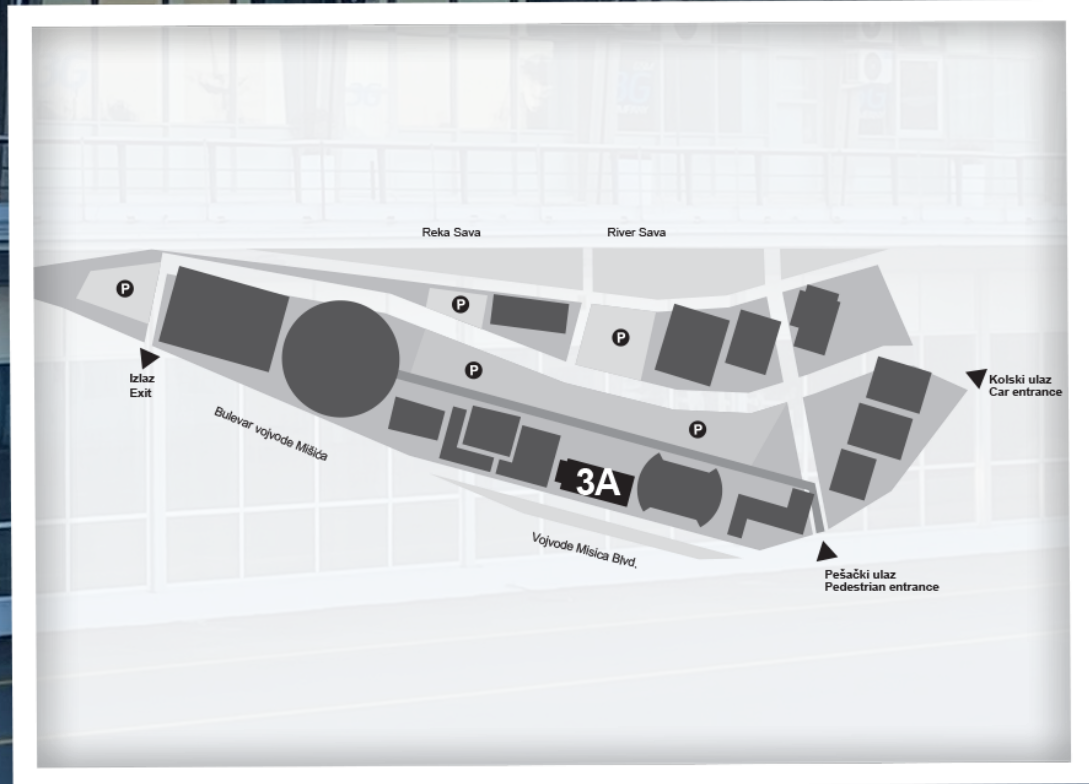 Reka Sava River Sava
P
P
P
P
P
Izlaz
Exit
Kolski ulaz
Car entrance
Bulevar vojvode Mišića
3A
Vojvode Misica Blvd.
Pešački ulaz
Pedestrian entrance